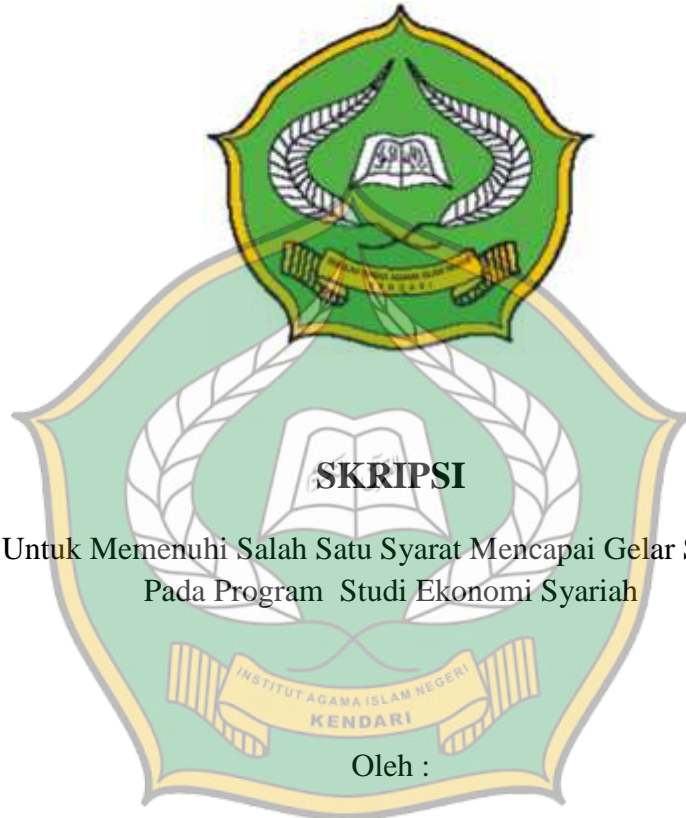 SKRIPSI
Untuk Memenuhi Salah Satu Syarat Mencapai Gelar S
Pada Program Studi Ekonomi Syariah
INSTITUT AGAMA ISLAM NEGERI
KENDARI
Oleh :